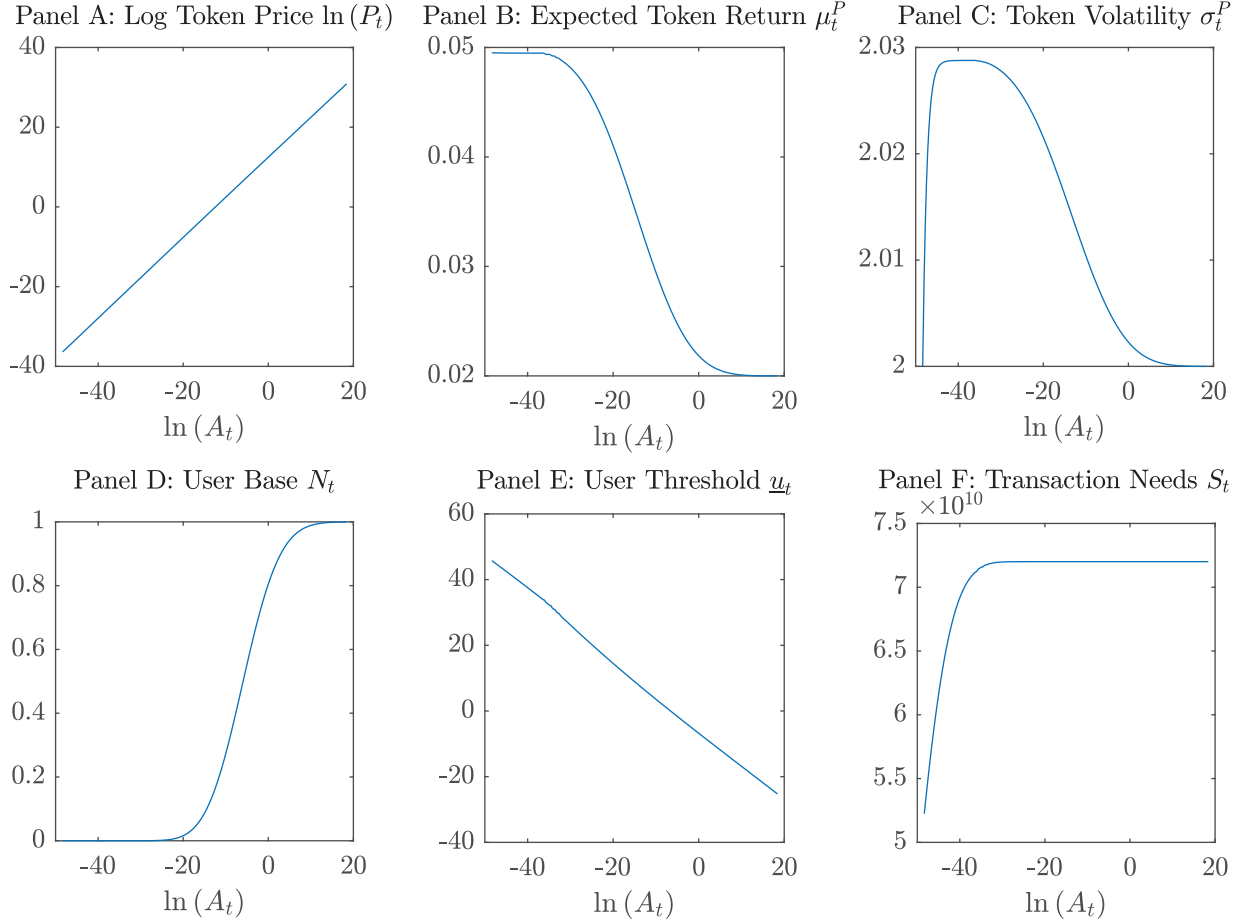 Panel A: Log Token Price ln (P_t)
40
20
0
-20
-40
-40 -20 0 20
ln (A_t)
Panel B: Expected Token Return μ_t^P
0.05
0.04
0.03
0.02
-40 -20 0 20
ln (A_t)
Panel C: Token Volatility σ_t^P
2.03
2.02
2.01
2
-40 -20 0 20
ln (A_t)
Panel D: User Base N_t
1
0.8
0.6
0.4
0.2
0
-40 -20 0 20
ln (A_t)
Panel E: User Threshold u̲_t
60
40
20
0
-20
-40
-40 -20 0 20
ln (A_t)
Panel F: Transaction Needs S_t
×10^10
7.5
7
6.5
6
5.5
5
-40 -20 0 20
ln (A_t)